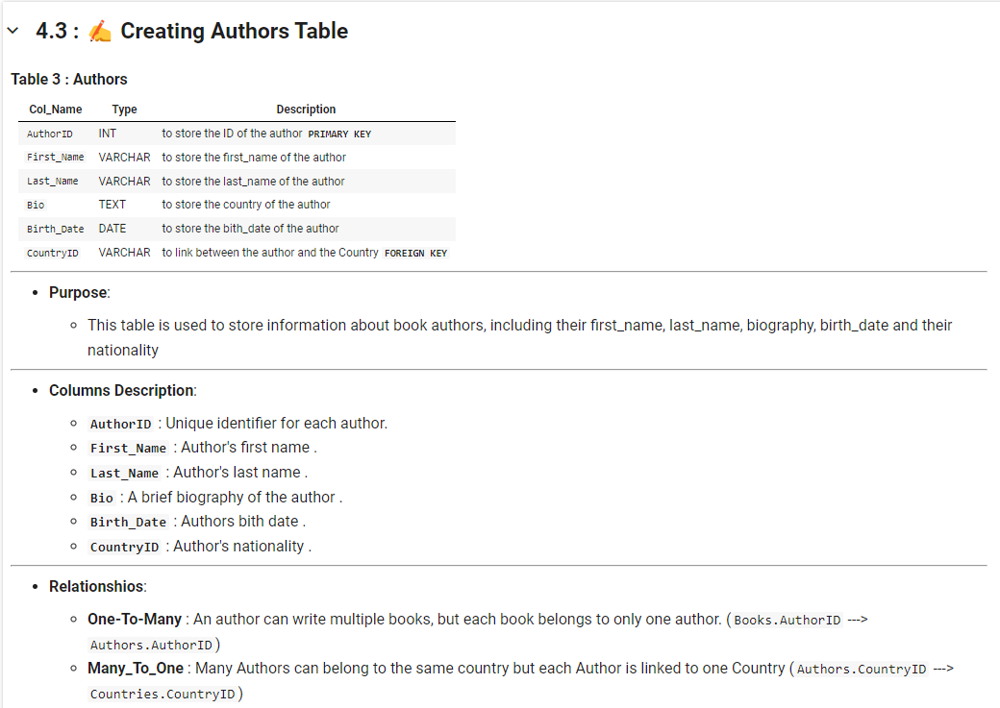 4.3 : ✍️ Creating Authors Table
Table 3 : Authors
Col_Name Type Description
AuthorID INT to store the ID of the author PRIMARY KEY
First_Name VARCHAR to store the first_name of the author
Last_Name VARCHAR to store the last_name of the author
Bio TEXT to store the country of the author
Birth_Date DATE to store the bith_date of the author
CountryID VARCHAR to link between the author and the Country FOREIGN KEY
• Purpose:
◦ This table is used to store information about book authors, including their first_name, last_name, biography, birth_date and their
nationality
• Columns Description:
◦ AuthorID : Unique identifier for each author.
◦ First_Name : Author's first name .
◦ Last_Name : Author's last name .
◦ Bio : A brief biography of the author .
◦ Birth_Date : Authors bith date .
◦ CountryID : Author's nationality .
• Relationshios:
◦ One-To-Many : An author can write multiple books, but each book belongs to only one author. ( Books.AuthorID --->
Authors.AuthorID )
◦ Many_To_One : Many Authors can belong to the same country but each Author is linked to one Country ( Authors.CountryID --->
Countries.CountryID )